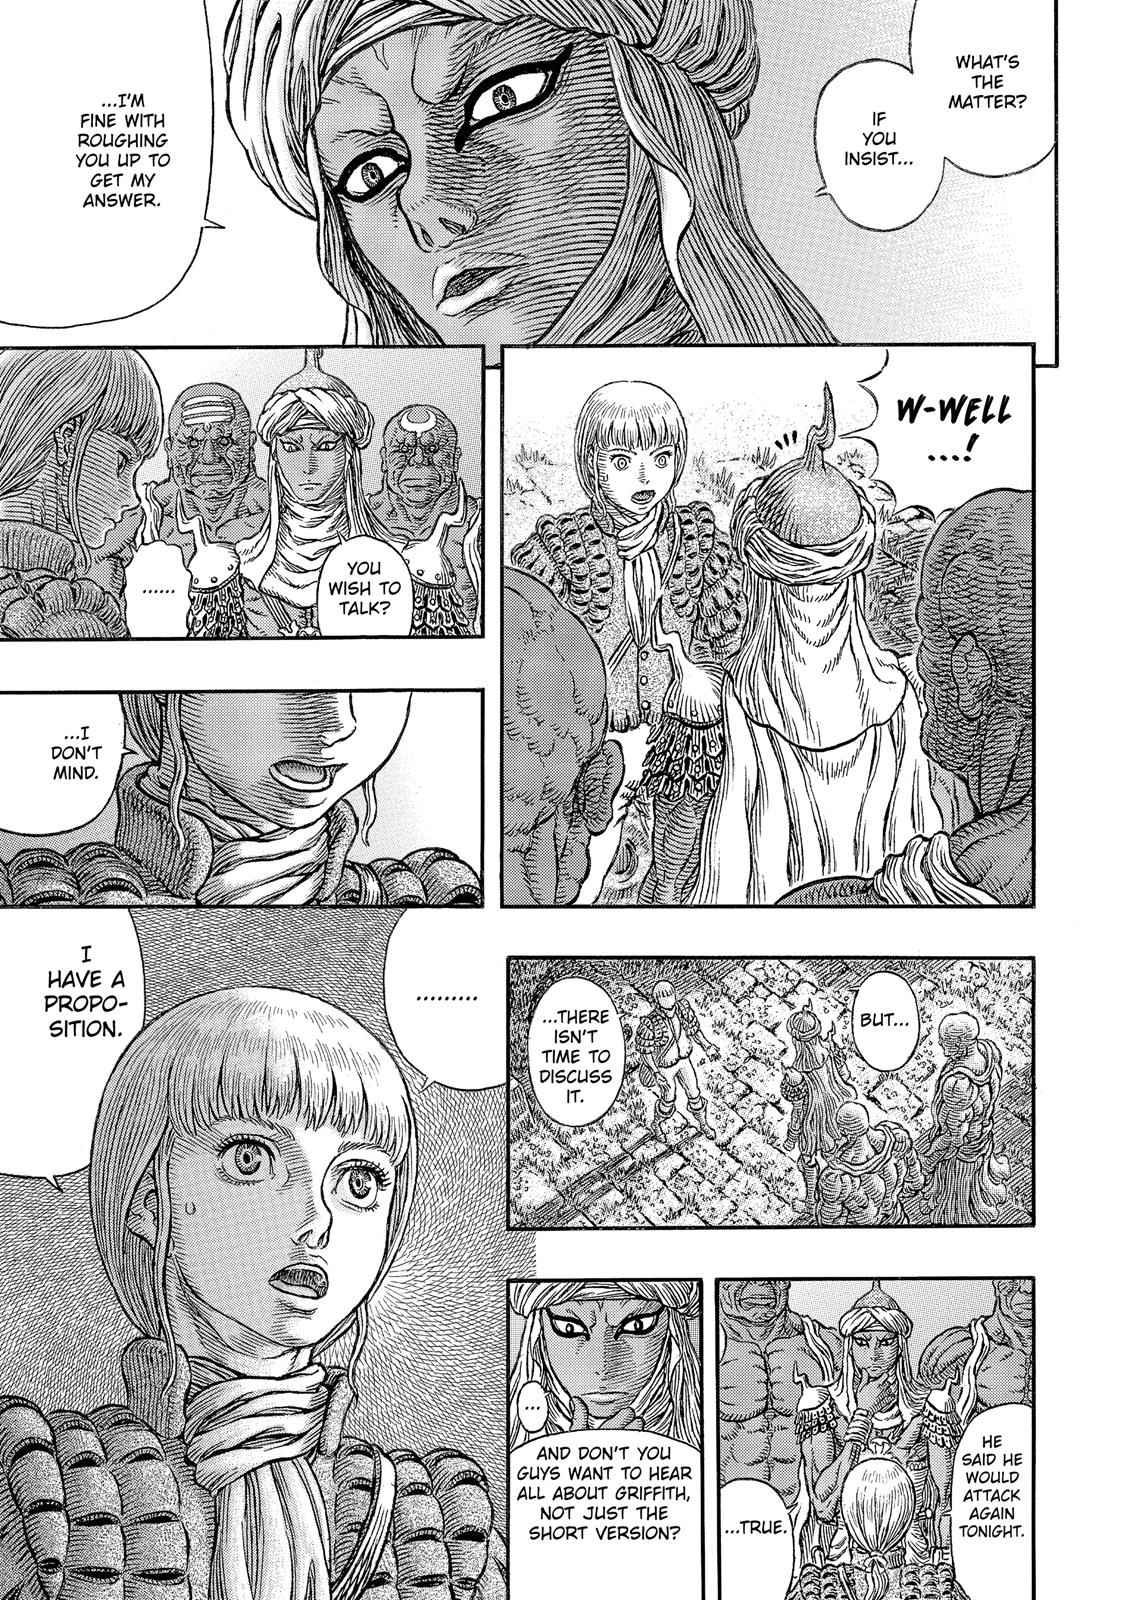 WHAT'S
THE
MATTER?
IF
YOU
INSIST...
...I'M
FINE WITH
ROUGHING
YOU UP TO
GET MY
ANSWER.
W-WELL
....!
YOU
WISH TO
TALK?
......
...I
DON'T
MIND.
BUT...
...THERE
ISN'T
TIME TO
DISCUSS
IT.
HE
SAID HE
WOULD
ATTACK
AGAIN
TONIGHT.
...TRUE.
...
AND DON'T YOU
GUYS WANT TO HEAR
ALL ABOUT GRIFFITH,
NOT JUST THE
SHORT VERSION?
.........
I
HAVE A
PROPO-
SITION.